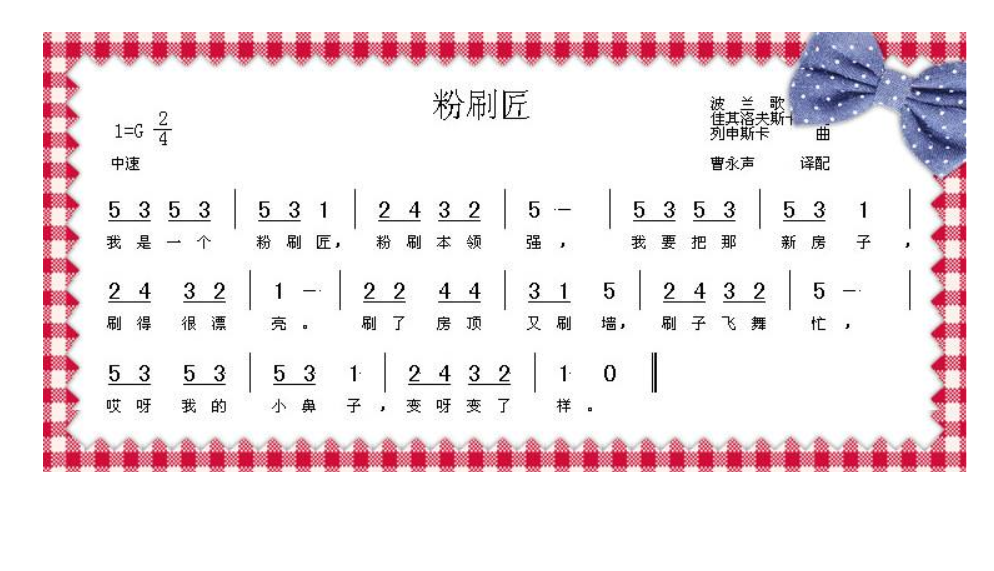 粉刷匠
波兰歌
佳其洛夫斯
列申斯卡 曲
1=G 2/4
中速
曹永声 译配
5 3 5 3 | 5 3 1 | 2 4 3 2 | 5 - | 5 3 5 3 | 5 3 1 |
我是一个 粉刷匠, 粉刷本领 强, 我要把那 新房子,
2 4 3 2 | 1 - | 2 2 4 4 | 3 1 5 | 2 4 3 2 | 5 - |
刷得很漂 亮。 刷了房顶 又刷墙, 刷子飞舞 忙,
5 3 5 3 | 5 3 1 | 2 4 3 2 | 1 0 ‖
哎呀我的 小鼻子, 变呀变了 样。